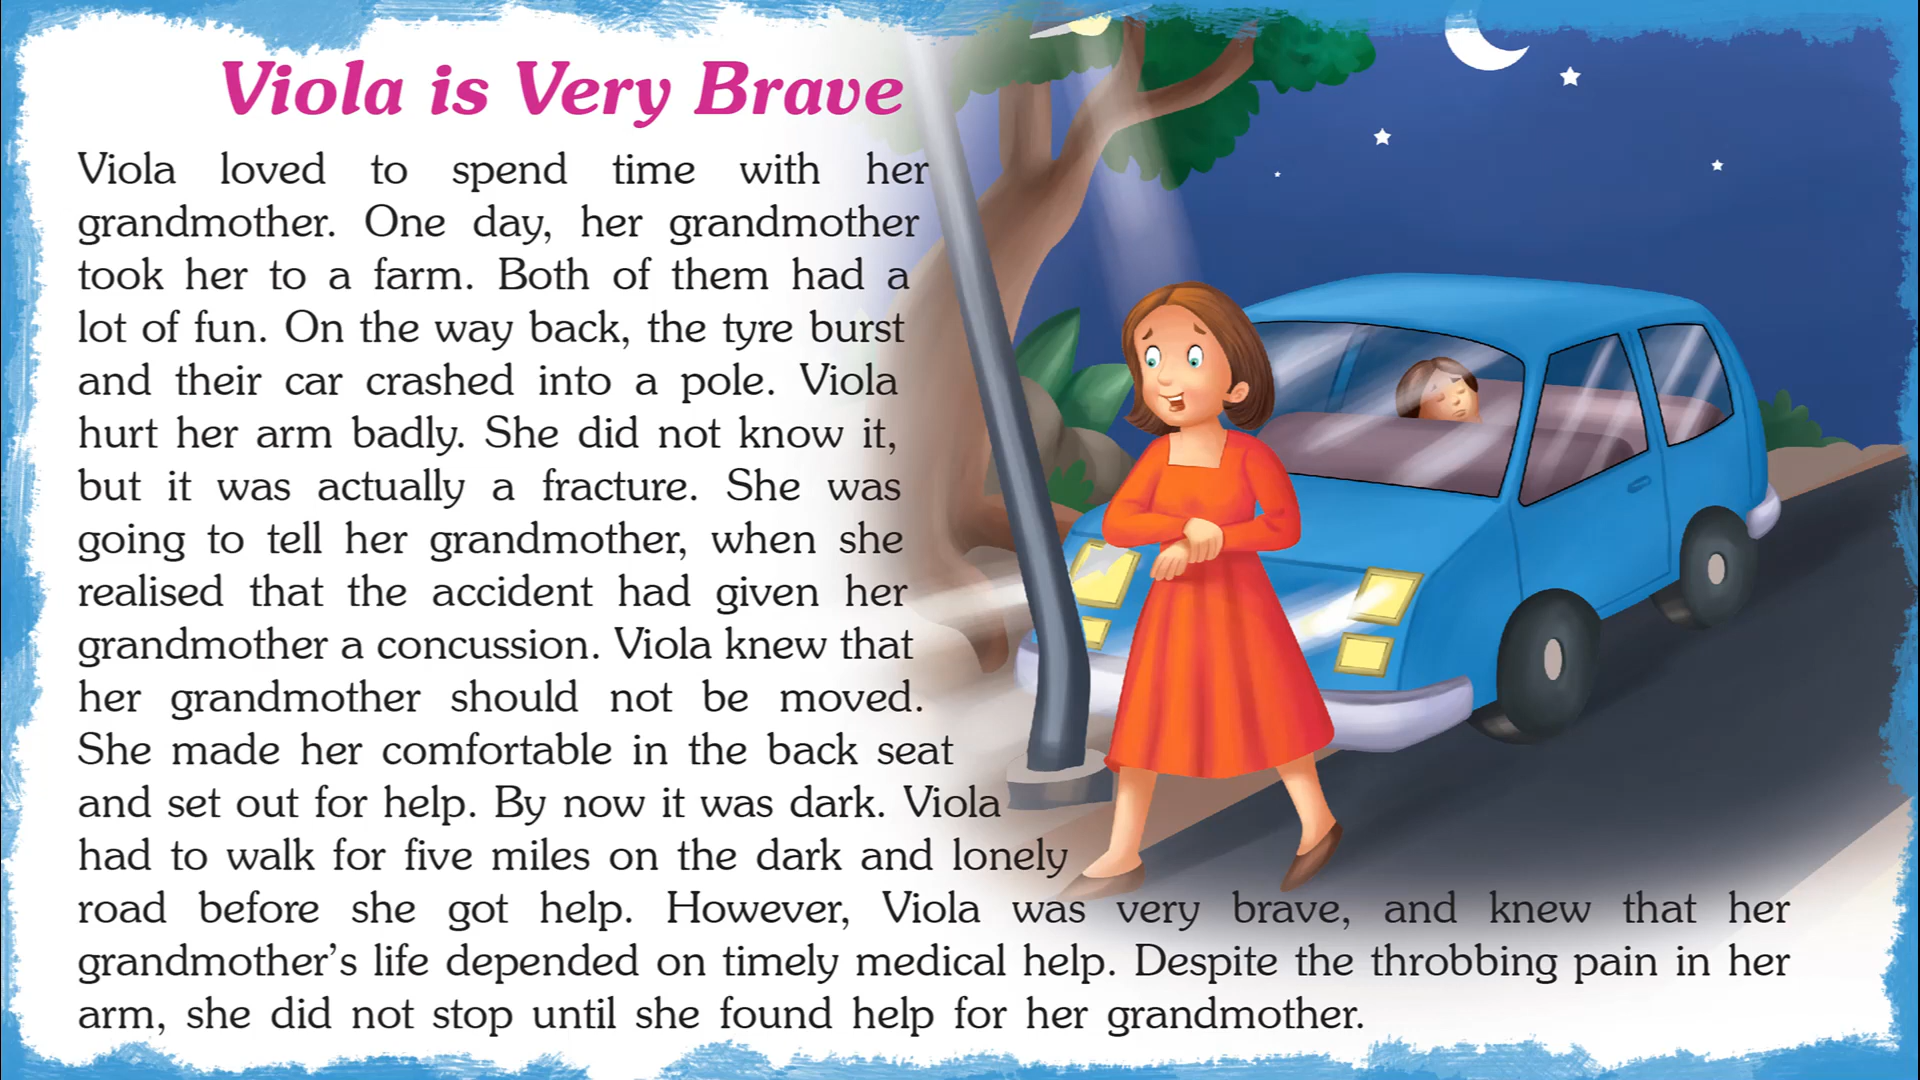 Viola is Very Brave
Viola loved to spend time with her
grandmother. One day, her grandmother
took her to a farm. Both of them had a
lot of fun. On the way back, the tyre burst
and their car crashed into a pole. Viola
hurt her arm badly. She did not know it,
but it was actually a fracture. She was
going to tell her grandmother, when she
realised that the accident had given her
grandmother a concussion. Viola knew that
her grandmother should not be moved.
She made her comfortable in the back seat
and set out for help. By now it was dark. Viola
had to walk for five miles on the dark and lonely
road before she got help. However, Viola was very brave, and knew that her
grandmother’s life depended on timely medical help. Despite the throbbing pain in her
arm, she did not stop until she found help for her grandmother.